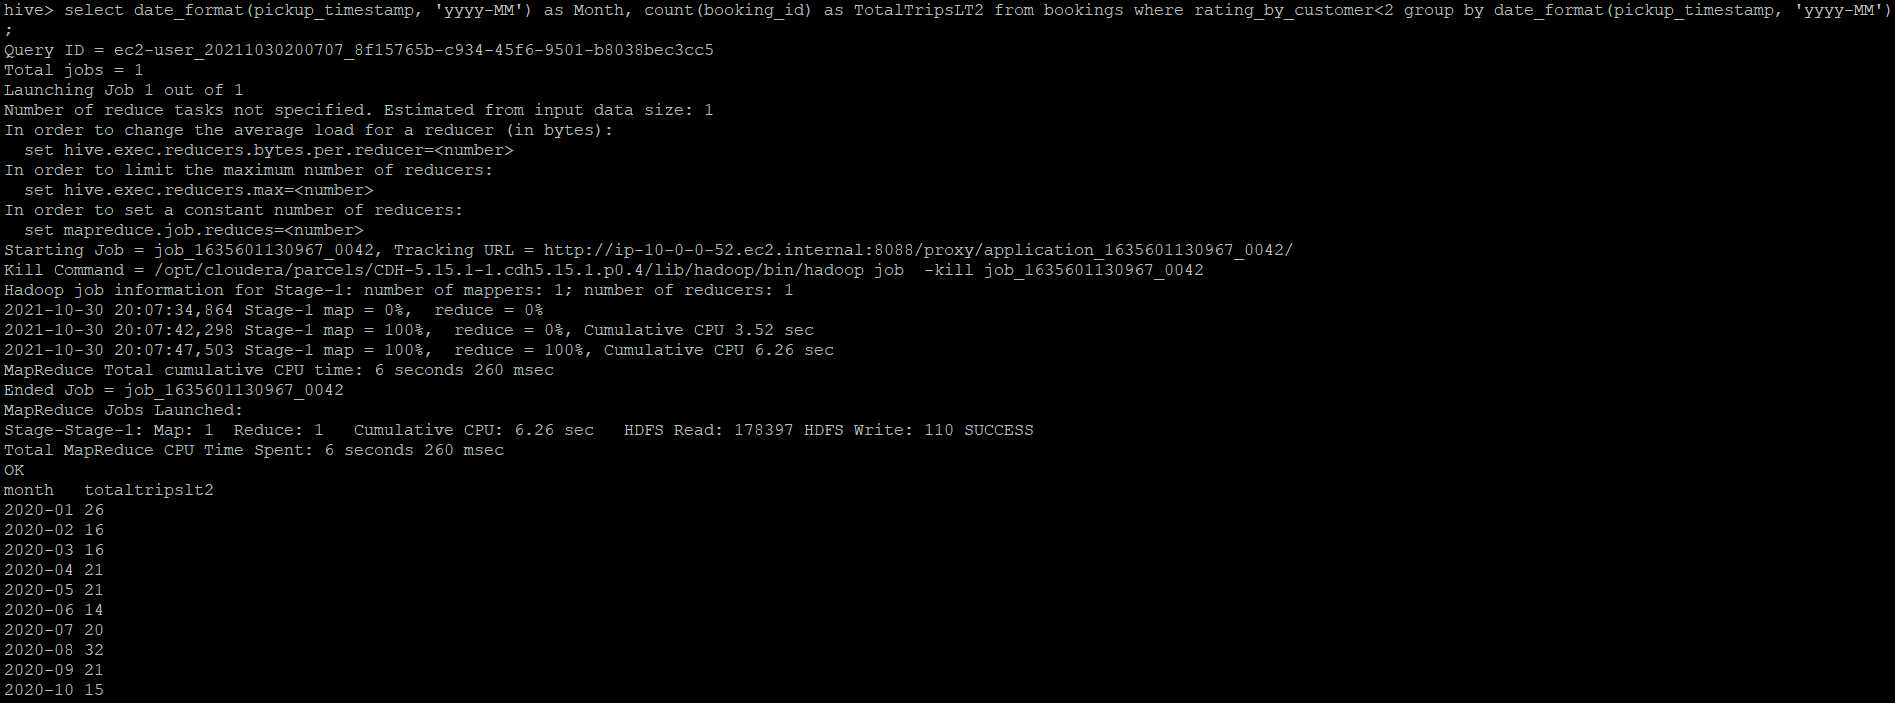 hive> select date_format(pickup_timestamp, 'yyyy-MM') as Month, count(booking_id) as TotalTripsLT2 from bookings where rating_by_customer<2 group by date_format(pickup_timestamp, 'yyyy-MM')
;
Query ID = ec2-user_20211030200707_8f15765b-c934-45f6-9501-b8038bec3cc5
Total jobs = 1
Launching Job 1 out of 1
Number of reduce tasks not specified. Estimated from input data size: 1
In order to change the average load for a reducer (in bytes):
  set hive.exec.reducers.bytes.per.reducer=<number>
In order to limit the maximum number of reducers:
  set hive.exec.reducers.max=<number>
In order to set a constant number of reducers:
  set mapreduce.job.reduces=<number>
Starting Job = job_1635601130967_0042, Tracking URL = http://ip-10-0-0-52.ec2.internal:8088/proxy/application_1635601130967_0042/
Kill Command = /opt/cloudera/parcels/CDH-5.15.1-1.cdh5.15.1.p0.4/lib/hadoop/bin/hadoop job  -kill job_1635601130967_0042
Hadoop job information for Stage-1: number of mappers: 1; number of reducers: 1
2021-10-30 20:07:34,864 Stage-1 map = 0%,  reduce = 0%
2021-10-30 20:07:42,298 Stage-1 map = 100%,  reduce = 0%, Cumulative CPU 3.52 sec
2021-10-30 20:07:47,503 Stage-1 map = 100%,  reduce = 100%, Cumulative CPU 6.26 sec
MapReduce Total cumulative CPU time: 6 seconds 260 msec
Ended Job = job_1635601130967_0042
MapReduce Jobs Launched:
Stage-Stage-1: Map: 1  Reduce: 1   Cumulative CPU: 6.26 sec   HDFS Read: 178397 HDFS Write: 110 SUCCESS
Total MapReduce CPU Time Spent: 6 seconds 260 msec
OK
month   totaltripslt2
2020-01 26
2020-02 16
2020-03 16
2020-04 21
2020-05 21
2020-06 14
2020-07 20
2020-08 32
2020-09 21
2020-10 15